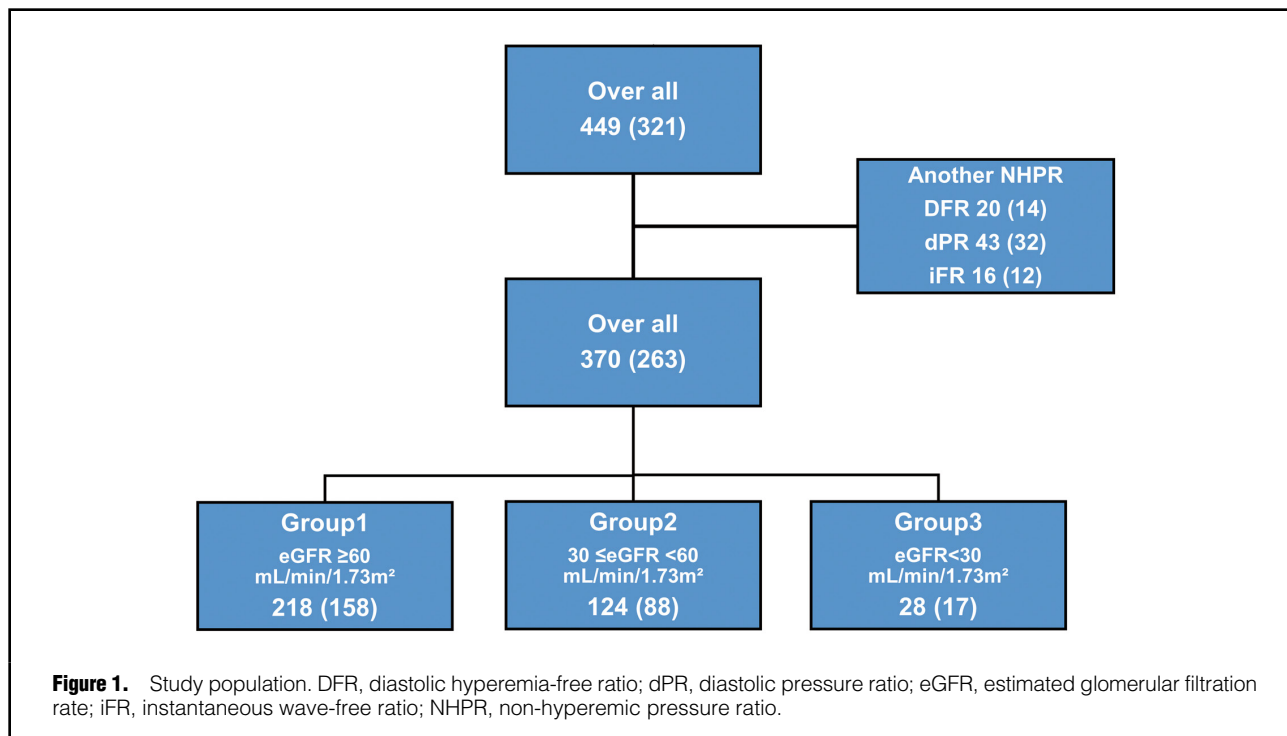 Over all
449 (321)
Another NHPR
DFR 20 (14)
dPR 43 (32)
iFR 16 (12)
Over all
370 (263)
Group1
eGFR ≥60
mL/min/1.73m²
218 (158)
Group2
30 ≤eGFR <60
mL/min/1.73m²
124 (88)
Group3
eGFR<30
mL/min/1.73m²
28 (17)
Figure 1. Study population. DFR, diastolic hyperemia-free ratio; dPR, diastolic pressure ratio; eGFR, estimated glomerular filtration
rate; iFR, instantaneous wave-free ratio; NHPR, non-hyperemic pressure ratio.